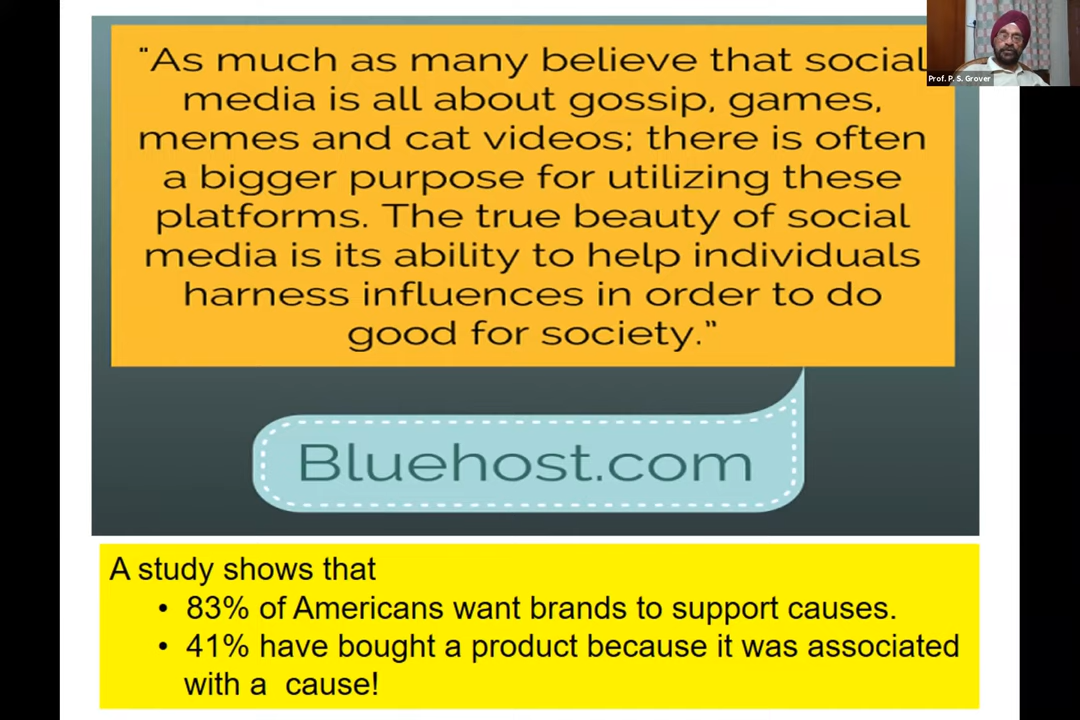 "As much as many believe that social
media is all about gossip, games,
memes and cat videos; there is often
a bigger purpose for utilizing these
platforms. The true beauty of social
media is its ability to help individuals
harness influences in order to do
good for society."
Bluehost.com
A study shows that
• 83% of Americans want brands to support causes.
• 41% have bought a product because it was associated
with a cause!
Prof. P. S. Grover